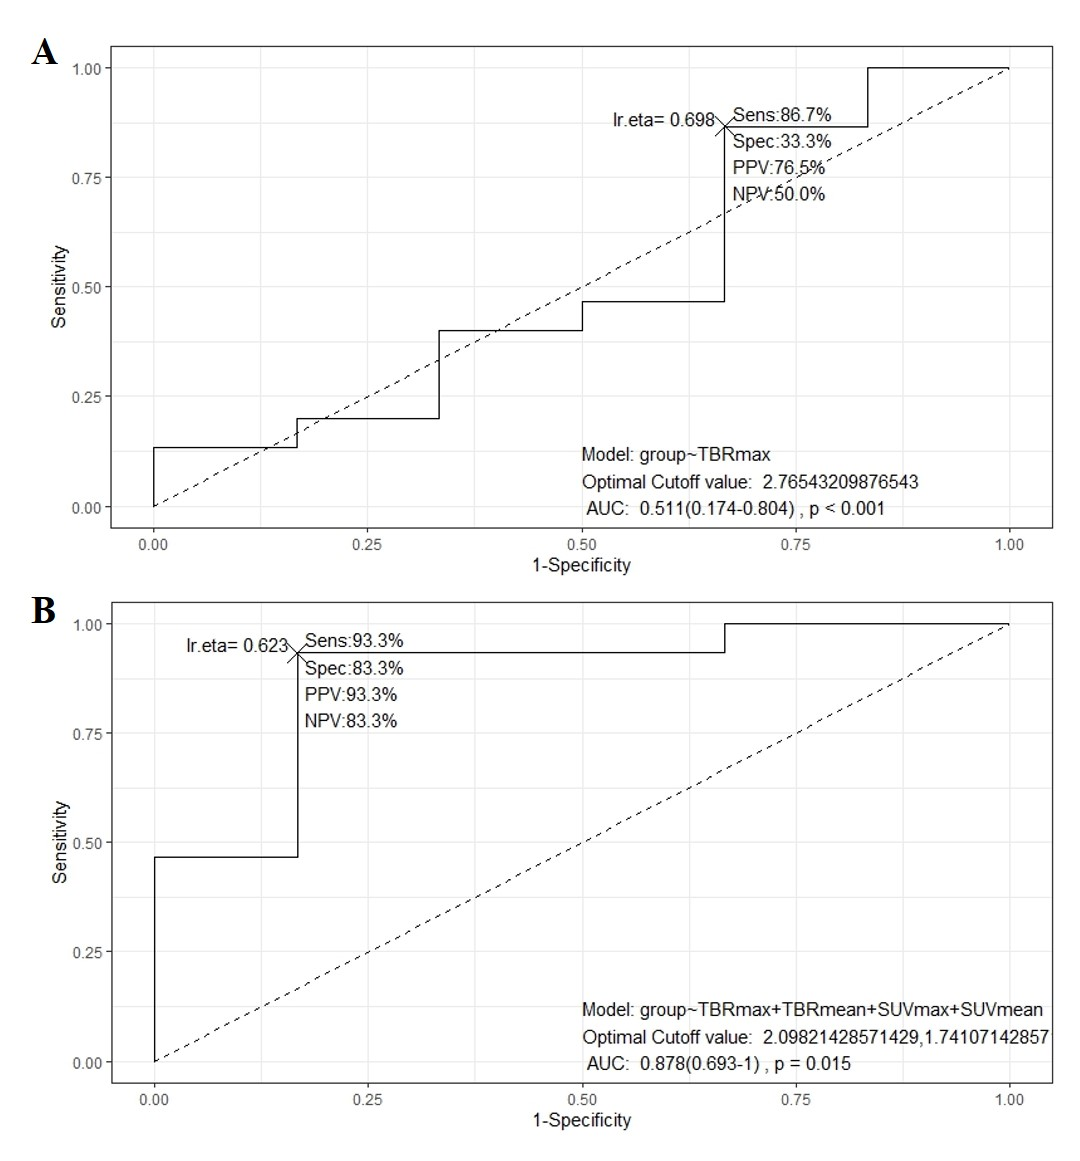 A
1.00
0.75
0.50
0.25
0.00
Sensitivity
lr.eta= 0.698
Sens:86.7%
Spec:33.3%
PPV:76.5%
NPV:50.0%
Model: group~TBRmax
Optimal Cutoff value:  2.76543209876543
AUC:  0.511(0.174-0.804) , p < 0.001
0.00 0.25 0.50 0.75 1.00
1-Specificity
B
1.00
0.75
0.50
0.25
0.00
Sensitivity
lr.eta= 0.623
Sens:93.3%
Spec:83.3%
PPV:93.3%
NPV:83.3%
Model: group~TBRmax+TBRmean+SUVmax+SUVmean
Optimal Cutoff value:  2.09821428571429,1.74107142857
AUC:  0.878(0.693-1) , p = 0.015
0.00 0.25 0.50 0.75 1.00
1-Specificity